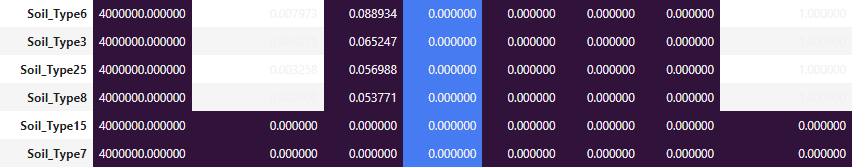 Soil_Type6 4000000.000000 0.007973 0.088934 0.000000 0.000000 0.000000 0.000000 1.000000
Soil_Type3 4000000.000000 0.065247 0.000000 0.000000 0.000000 0.000000 1.000000
Soil_Type25 4000000.000000 0.003258 0.056988 0.000000 0.000000 0.000000 0.000000 1.000000
Soil_Type8 4000000.000000 0.053771 0.000000 0.000000 0.000000 0.000000 1.000000
Soil_Type15 4000000.000000 0.000000 0.000000 0.000000 0.000000 0.000000 0.000000 0.000000
Soil_Type7 4000000.000000 0.000000 0.000000 0.000000 0.000000 0.000000 0.000000 0.000000